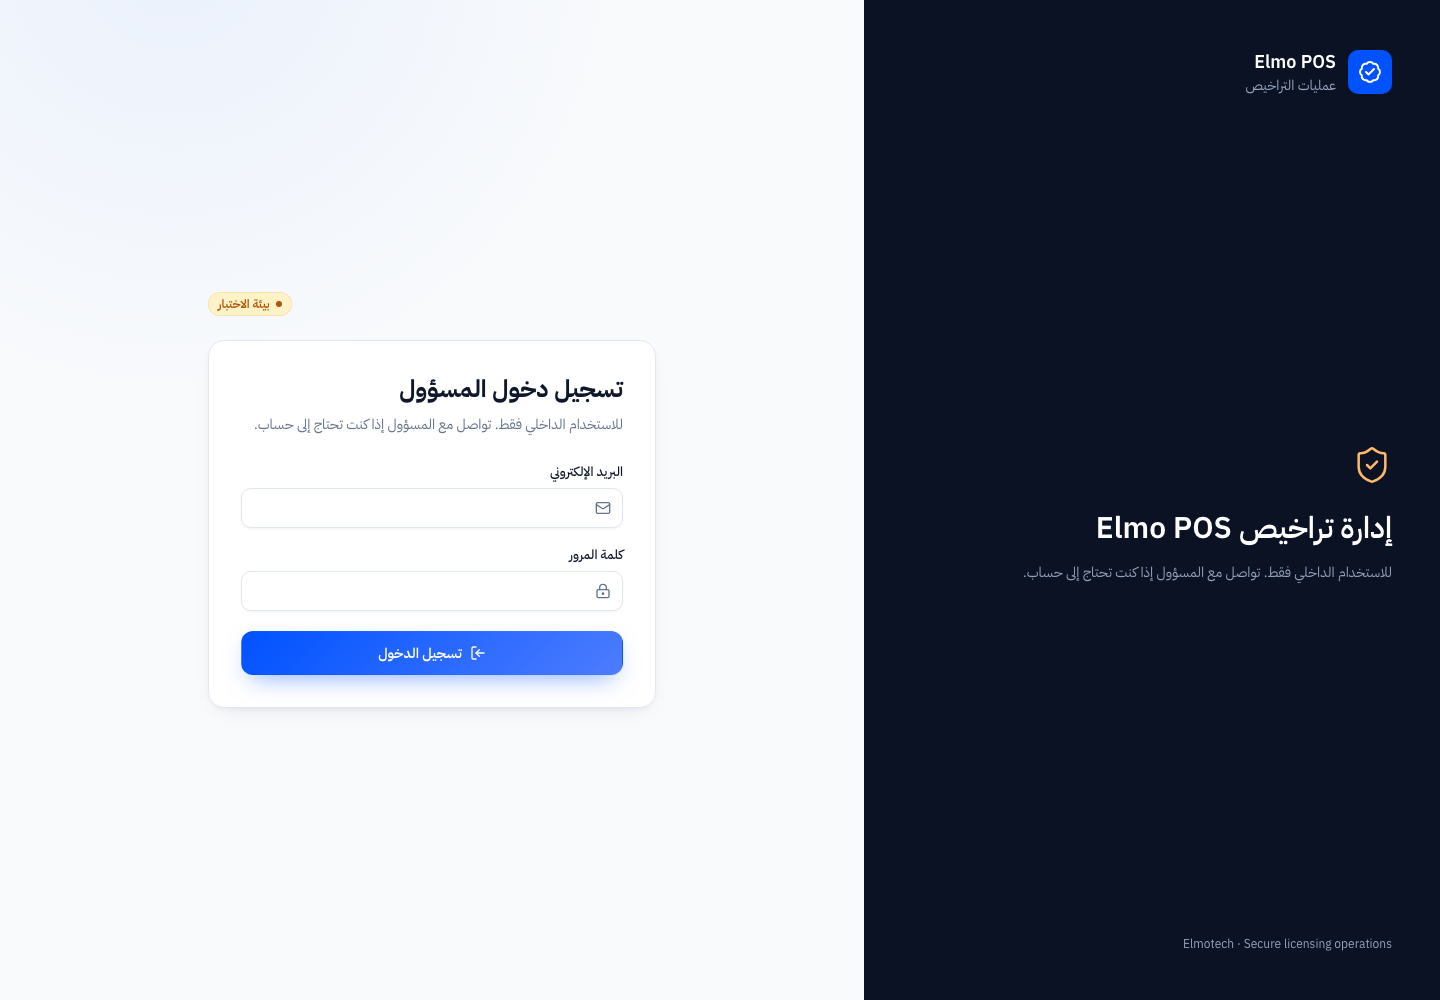 Elmo POS
عمليات التراخيص
إدارة تراخيص Elmo POS
للاستخدام الداخلي فقط. تواصل مع المسؤول إذا كنت تحتاج إلى حساب.
Elmotech · Secure licensing operations
بيئة الاختبار
تسجيل دخول المسؤول
للاستخدام الداخلي فقط. تواصل مع المسؤول إذا كنت تحتاج إلى حساب.
البريد الإلكتروني
كلمة المرور
تسجيل الدخول